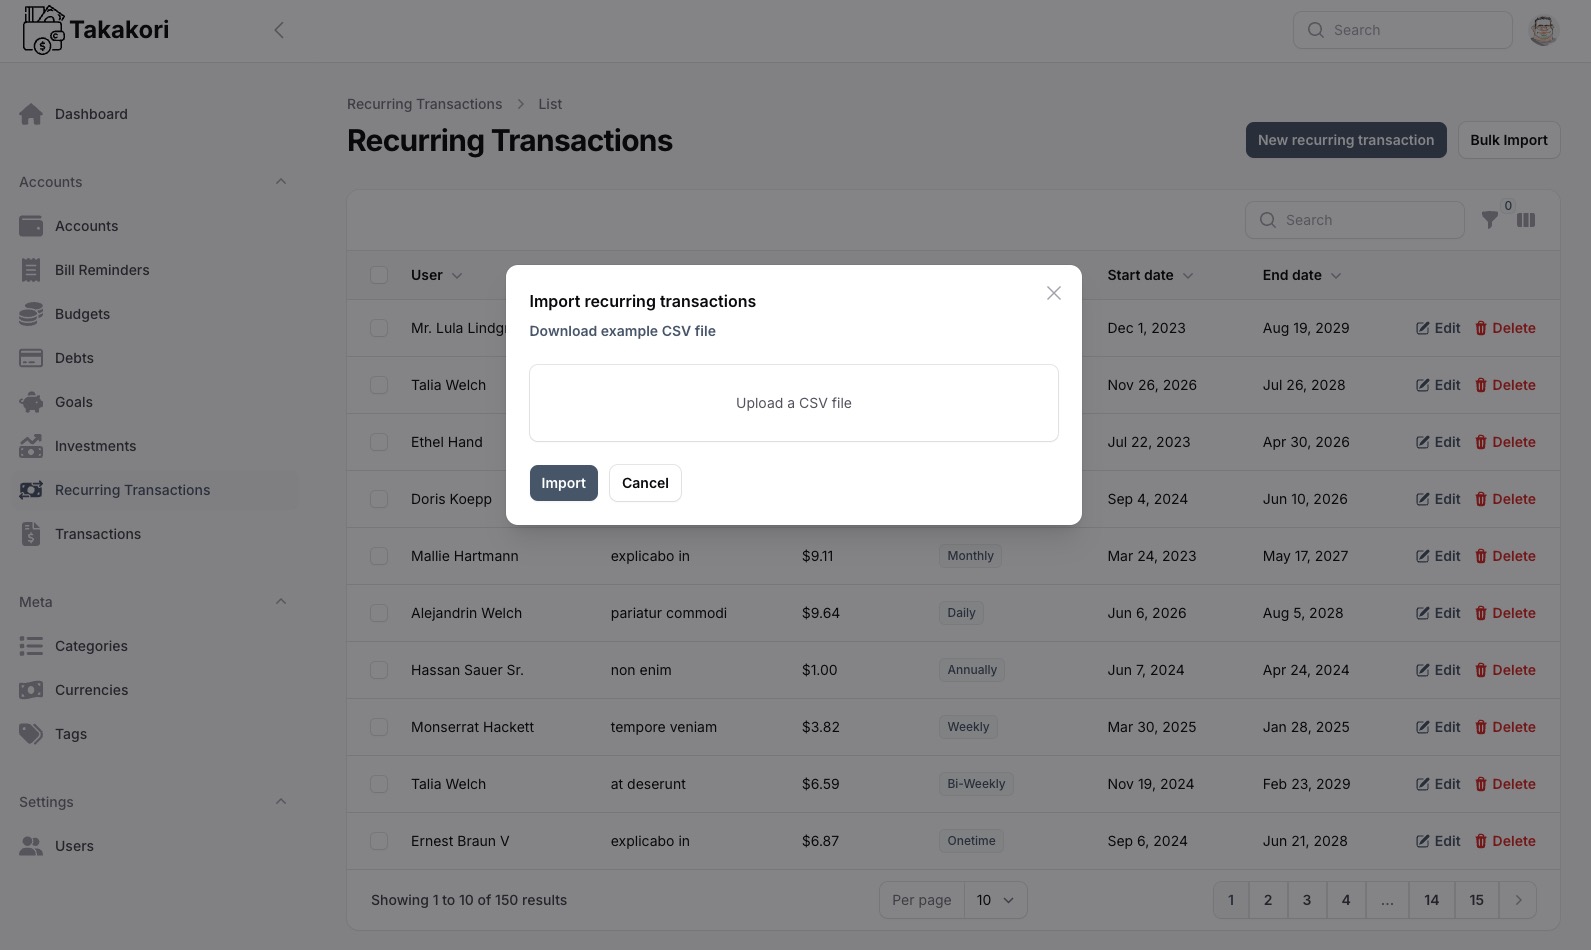 Takakori
Search
Dashboard
Accounts
Accounts
Bill Reminders
Budgets
Debts
Goals
Investments
Recurring Transactions
Transactions
Meta
Categories
Currencies
Tags
Settings
Users
Recurring Transactions > List
Recurring Transactions
New recurring transaction
Bulk Import
Search
0
User Start date End date
Mr. Lula Dec 1, 2023 Aug 19, 2029 Edit Delete
Talia Welch Nov 26, 2026 Jul 26, 2028 Edit Delete
Ethel Hand Jul 22, 2023 Apr 30, 2026 Edit Delete
Doris Koepp Sep 4, 2024 Jun 10, 2026 Edit Delete
Mallie Hartmann explicabo in $9.11 Monthly Mar 24, 2023 May 17, 2027 Edit Delete
Alejandrin Welch pariatur commodi $9.64 Daily Jun 6, 2026 Aug 5, 2028 Edit Delete
Hassan Sauer Sr. non enim $1.00 Annually Jun 7, 2024 Apr 24, 2024 Edit Delete
Monserrat Hackett tempore veniam $3.82 Weekly Mar 30, 2025 Jan 28, 2025 Edit Delete
Talia Welch at deserunt $6.59 Bi-Weekly Nov 19, 2024 Feb 23, 2029 Edit Delete
Ernest Braun V explicabo in $6.87 Onetime Sep 6, 2024 Jun 21, 2028 Edit Delete
Showing 1 to 10 of 150 results
Per page 10
1 2 3 4 ... 14 15
Import recurring transactions
Download example CSV file
Upload a CSV file
Import
Cancel